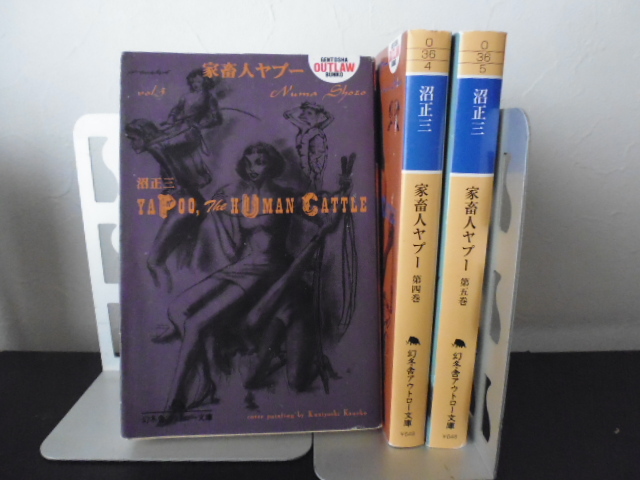 GENTOSHA
OUTLAW
BUNKO
家畜人ヤプー
vol.3
Numa Shozo
沼正三
YAPOO, The HUMAN CATTLE
cover painting by Kuniyoshi Kaneko
幻冬舎アウトロー文庫
O
36
4
沼正三
家畜人ヤプー 第四巻
幻冬舎アウトロー文庫
O
36
5
沼正三
家畜人ヤプー 第五巻
幻冬舎アウトロー文庫